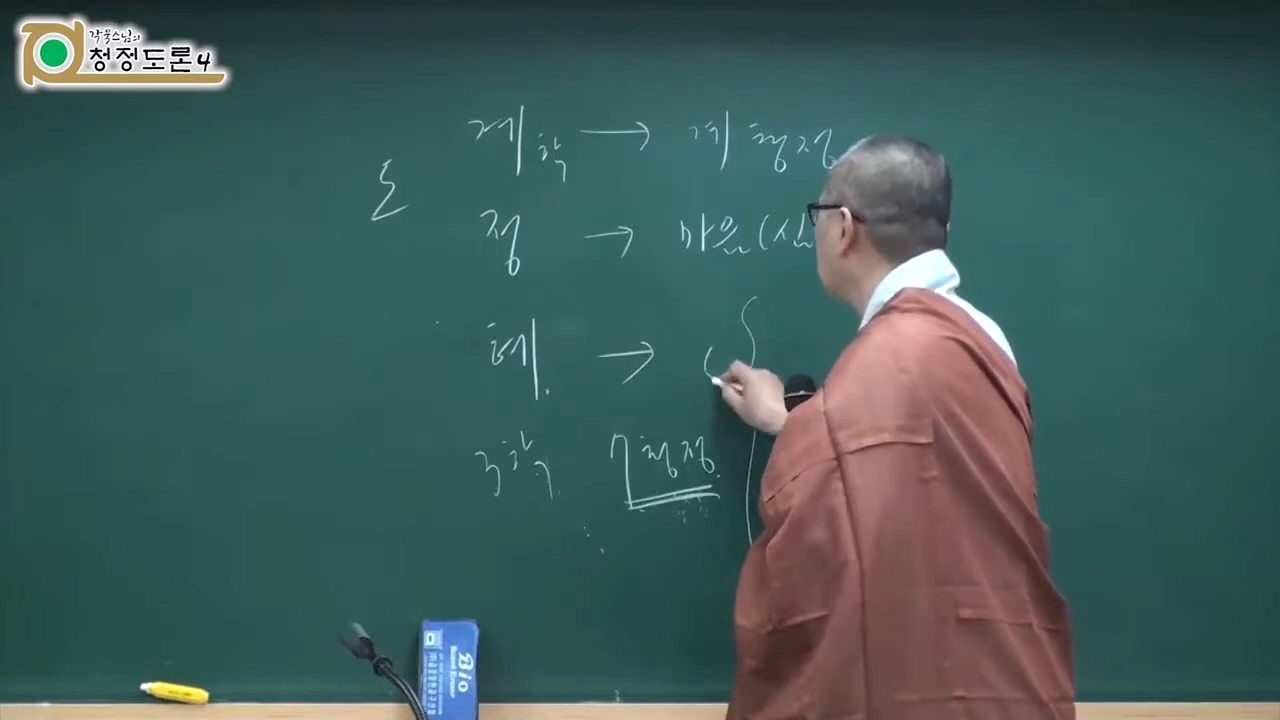 각묵스님의
청정도론 4
계학 → 계 청정
도
정 → 마음(심
혜. →
3학
7청정.
Bio